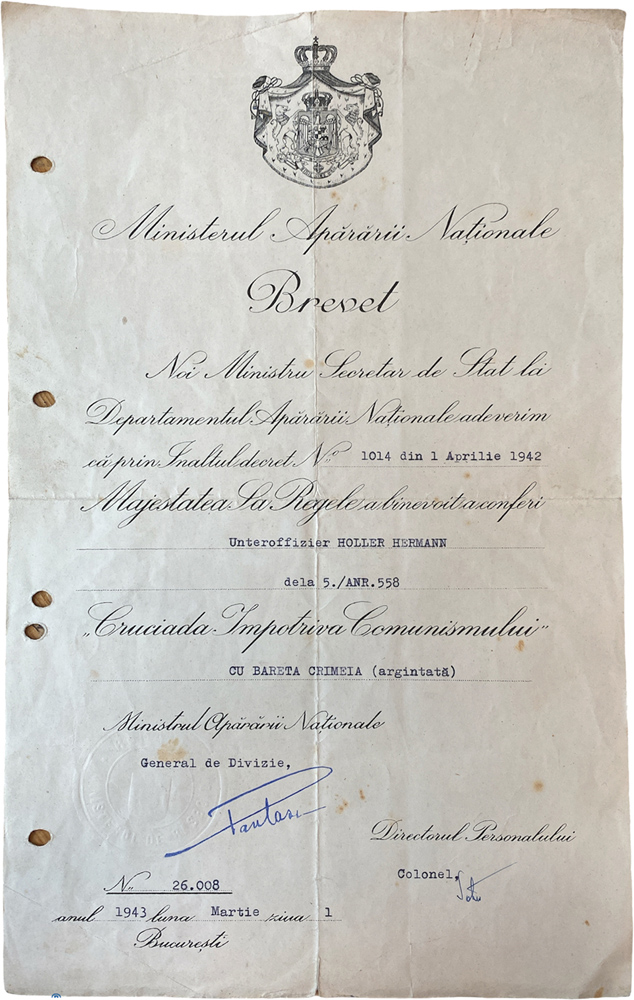 Ministerul Apărării Naționale
Brevet
Noi Ministru Secretar de Stat la
Departamentul Apărării Naționale adeverim
că prin Inaltul decret No 1014 din 1 Aprilie 1942
Majestatea Sa Regele a binevoit a conferi
Unteroffizier HOLLER HERMANN
dela 5./ANR.558
„Cruciada Impotriva Comunismului"
CU BARETA CRIMEIA (argintată)
Ministrul Apărării Naționale
General de Divizie,
Directorul Personalului
Colonel,
No 26.008
anul 1943 luna Martie ziua 1
București